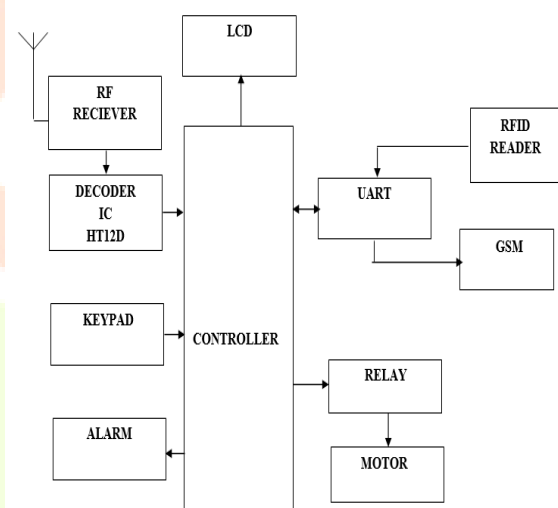 LCD
RF
RECIEVER
RFID
READER
DECODER
IC
HT12D
UART
GSM
KEYPAD
CONTROLLER
RELAY
ALARM
MOTOR